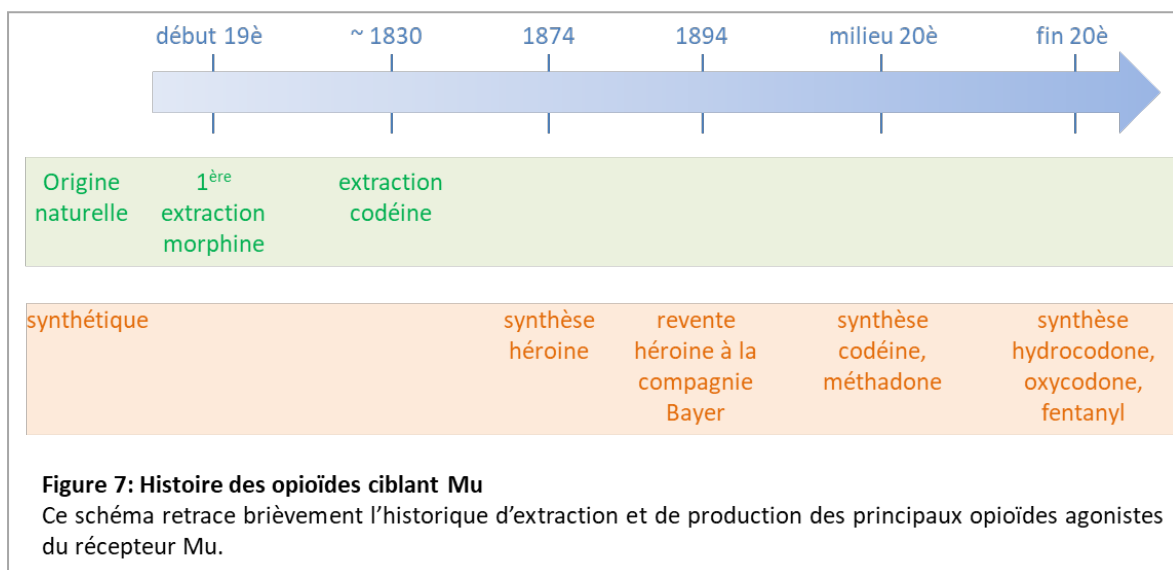 début 19è ~ 1830 1874 1894 milieu 20è fin 20è
Origine
naturelle
1ère
extraction
morphine
extraction
codéine
synthétique
synthèse
héroine
revente
héroine à la
compagnie
Bayer
synthèse
codéine,
méthadone
synthèse
hydrocodone,
oxycodone,
fentanyl
Figure 7: Histoire des opioïdes ciblant Mu
Ce schéma retrace brièvement l’historique d’extraction et de production des principaux opioïdes agonistes
du récepteur Mu.